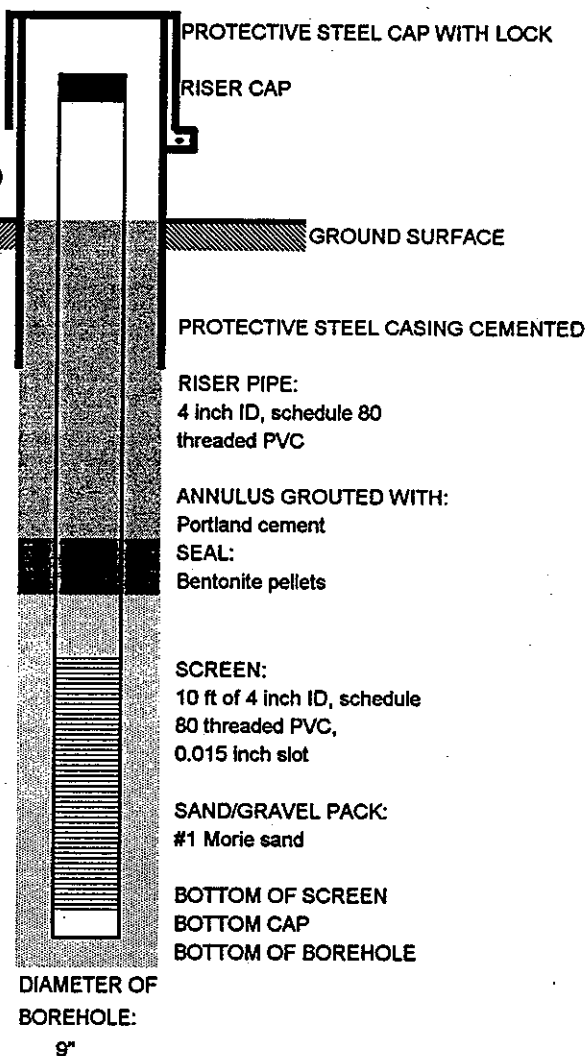 PROTECTIVE STEEL CAP WITH LOCK
RISER CAP
GROUND SURFACE
PROTECTIVE STEEL CASING CEMENTED
RISER PIPE:
4 inch ID, schedule 80
threaded PVC
ANNULUS GROUTED WITH:
Portland cement
SEAL:
Bentonite pellets
SCREEN:
10 ft of 4 inch ID, schedule
80 threaded PVC,
0.015 inch slot
SAND/GRAVEL PACK:
#1 Morie sand
BOTTOM OF SCREEN
BOTTOM CAP
BOTTOM OF BOREHOLE
DIAMETER OF
BOREHOLE:
9"